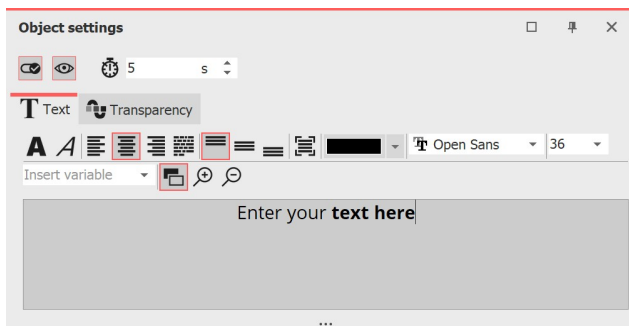 Object settings
5 s
Text Transparency
Open Sans 36
Insert variable
Enter your text here